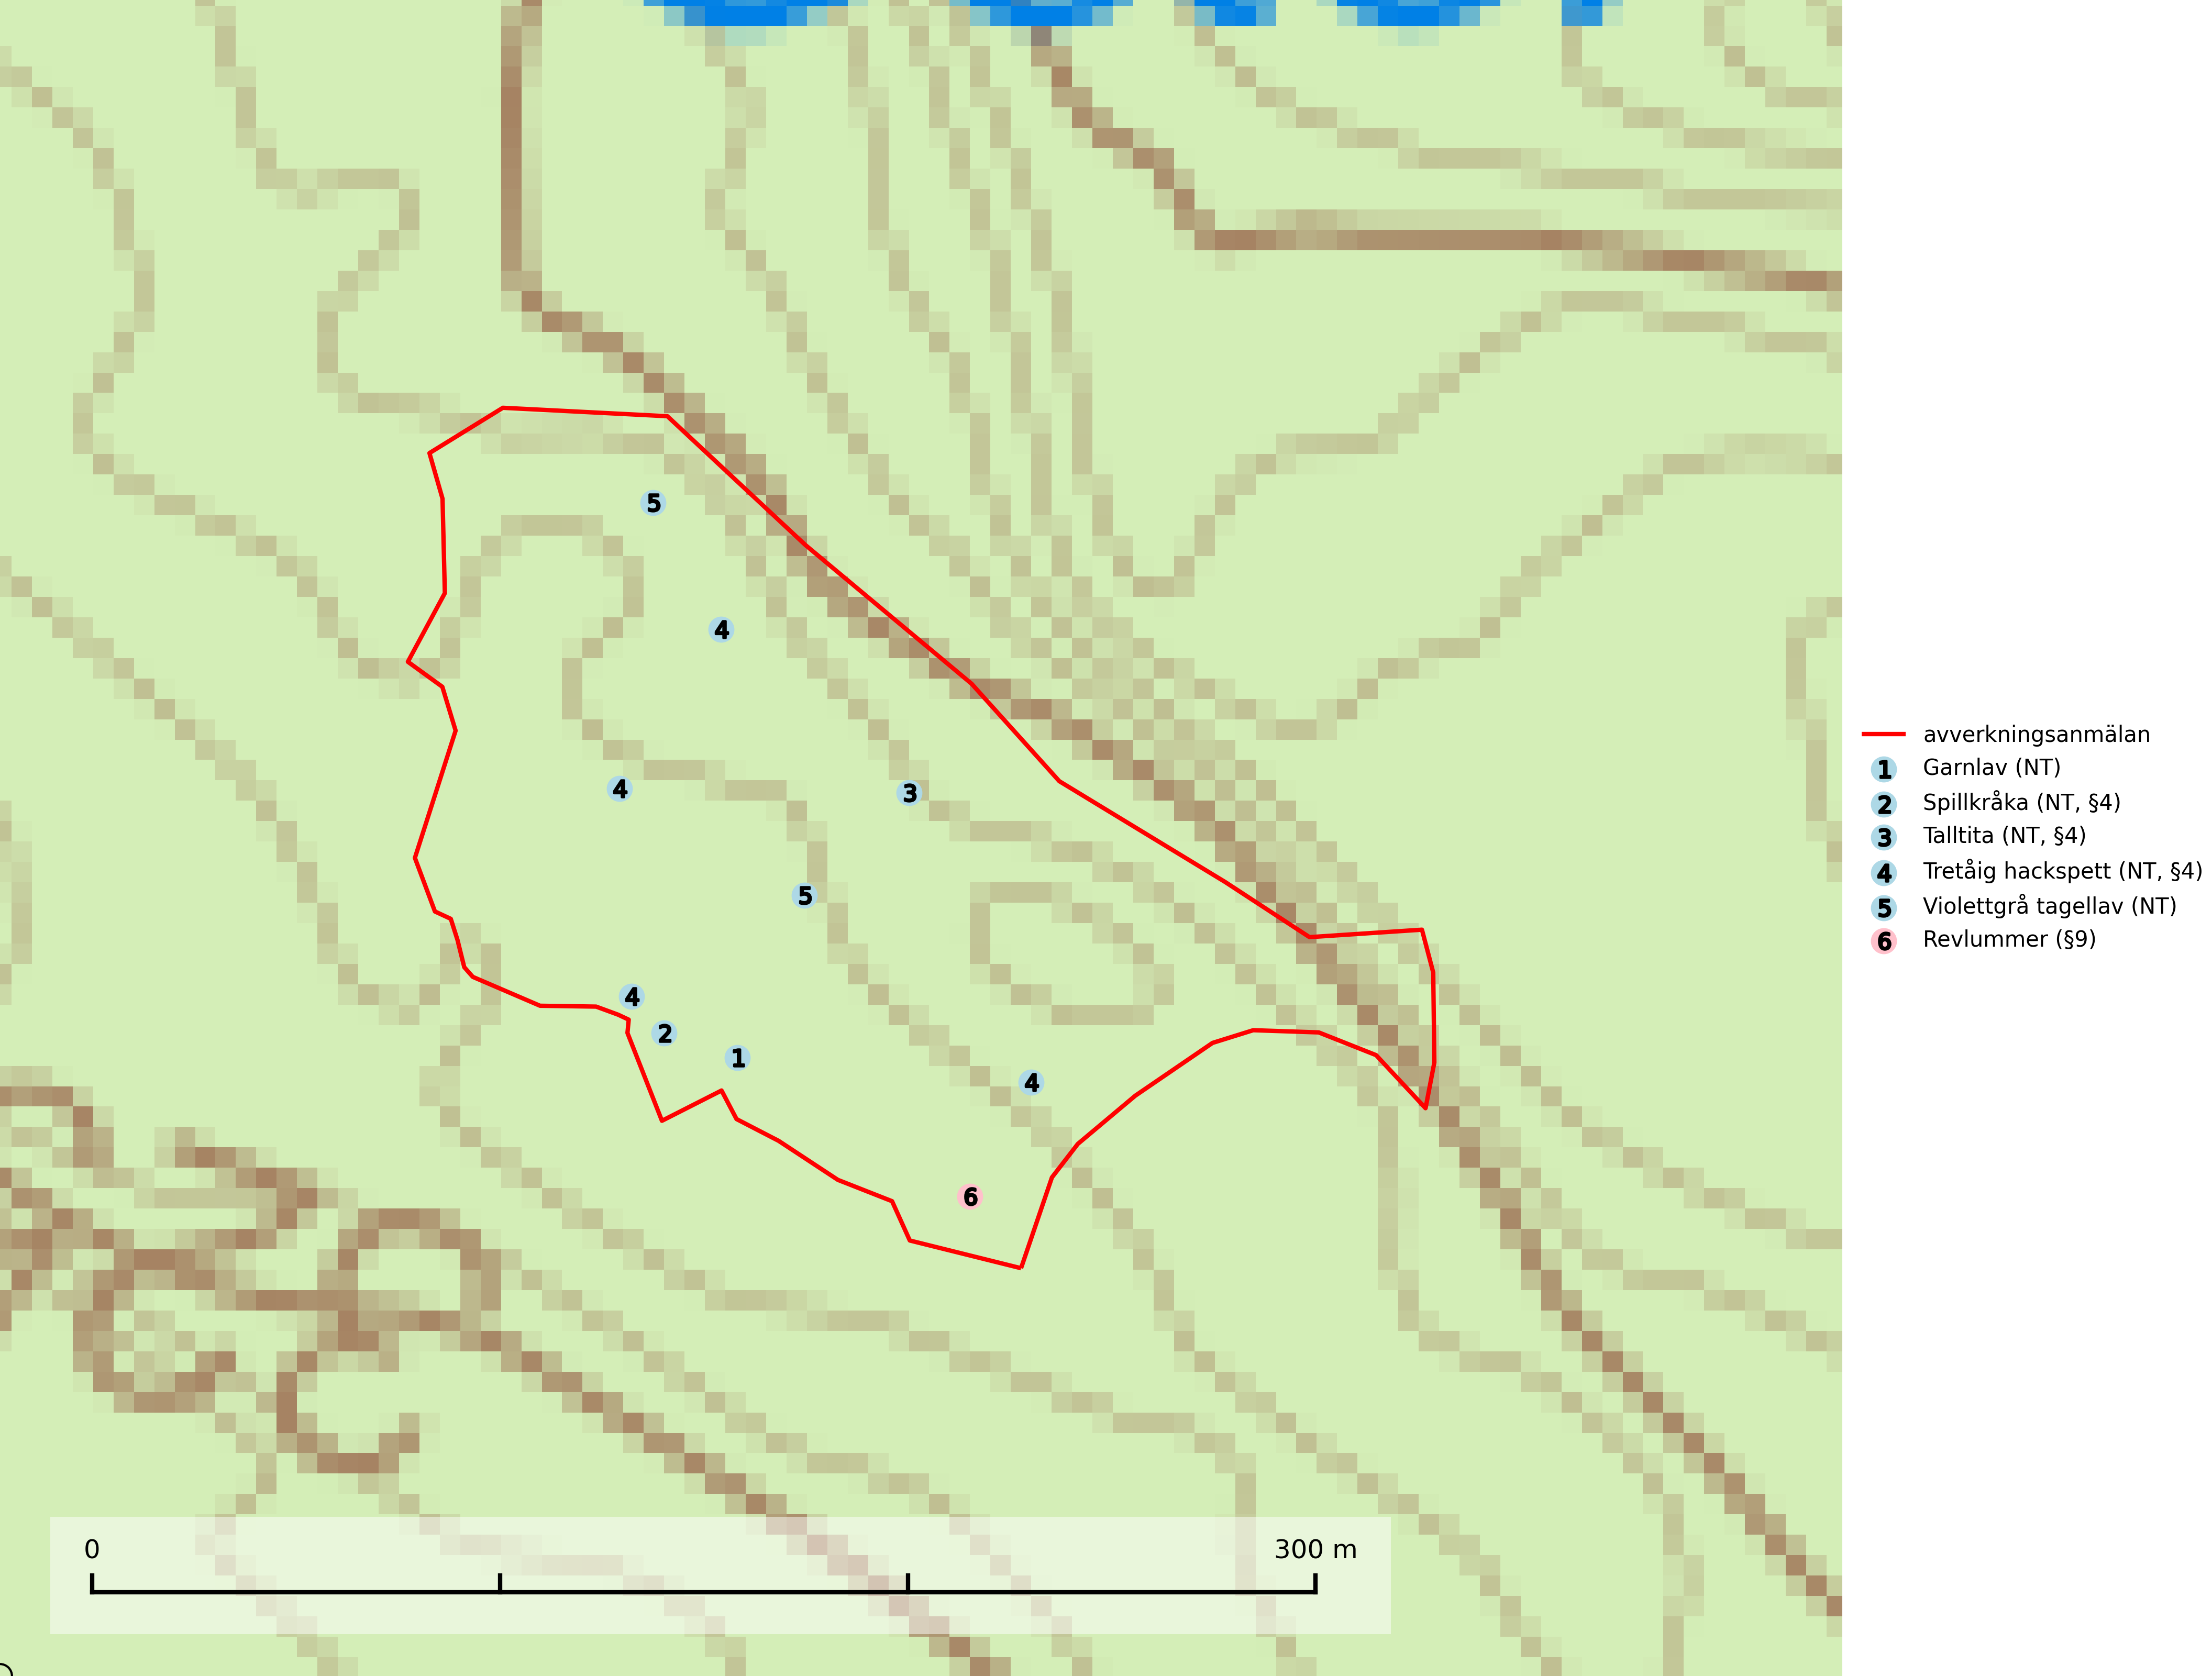 5
4
4
3
5
4
2
1
4
6
avverkningsanmälan
1 Garnlav (NT)
2 Spillkråka (NT, §4)
3 Talltita (NT, §4)
4 Tretåig hackspett (NT, §4)
5 Violettgrå tagellav (NT)
6 Revlummer (§9)
0 300 m